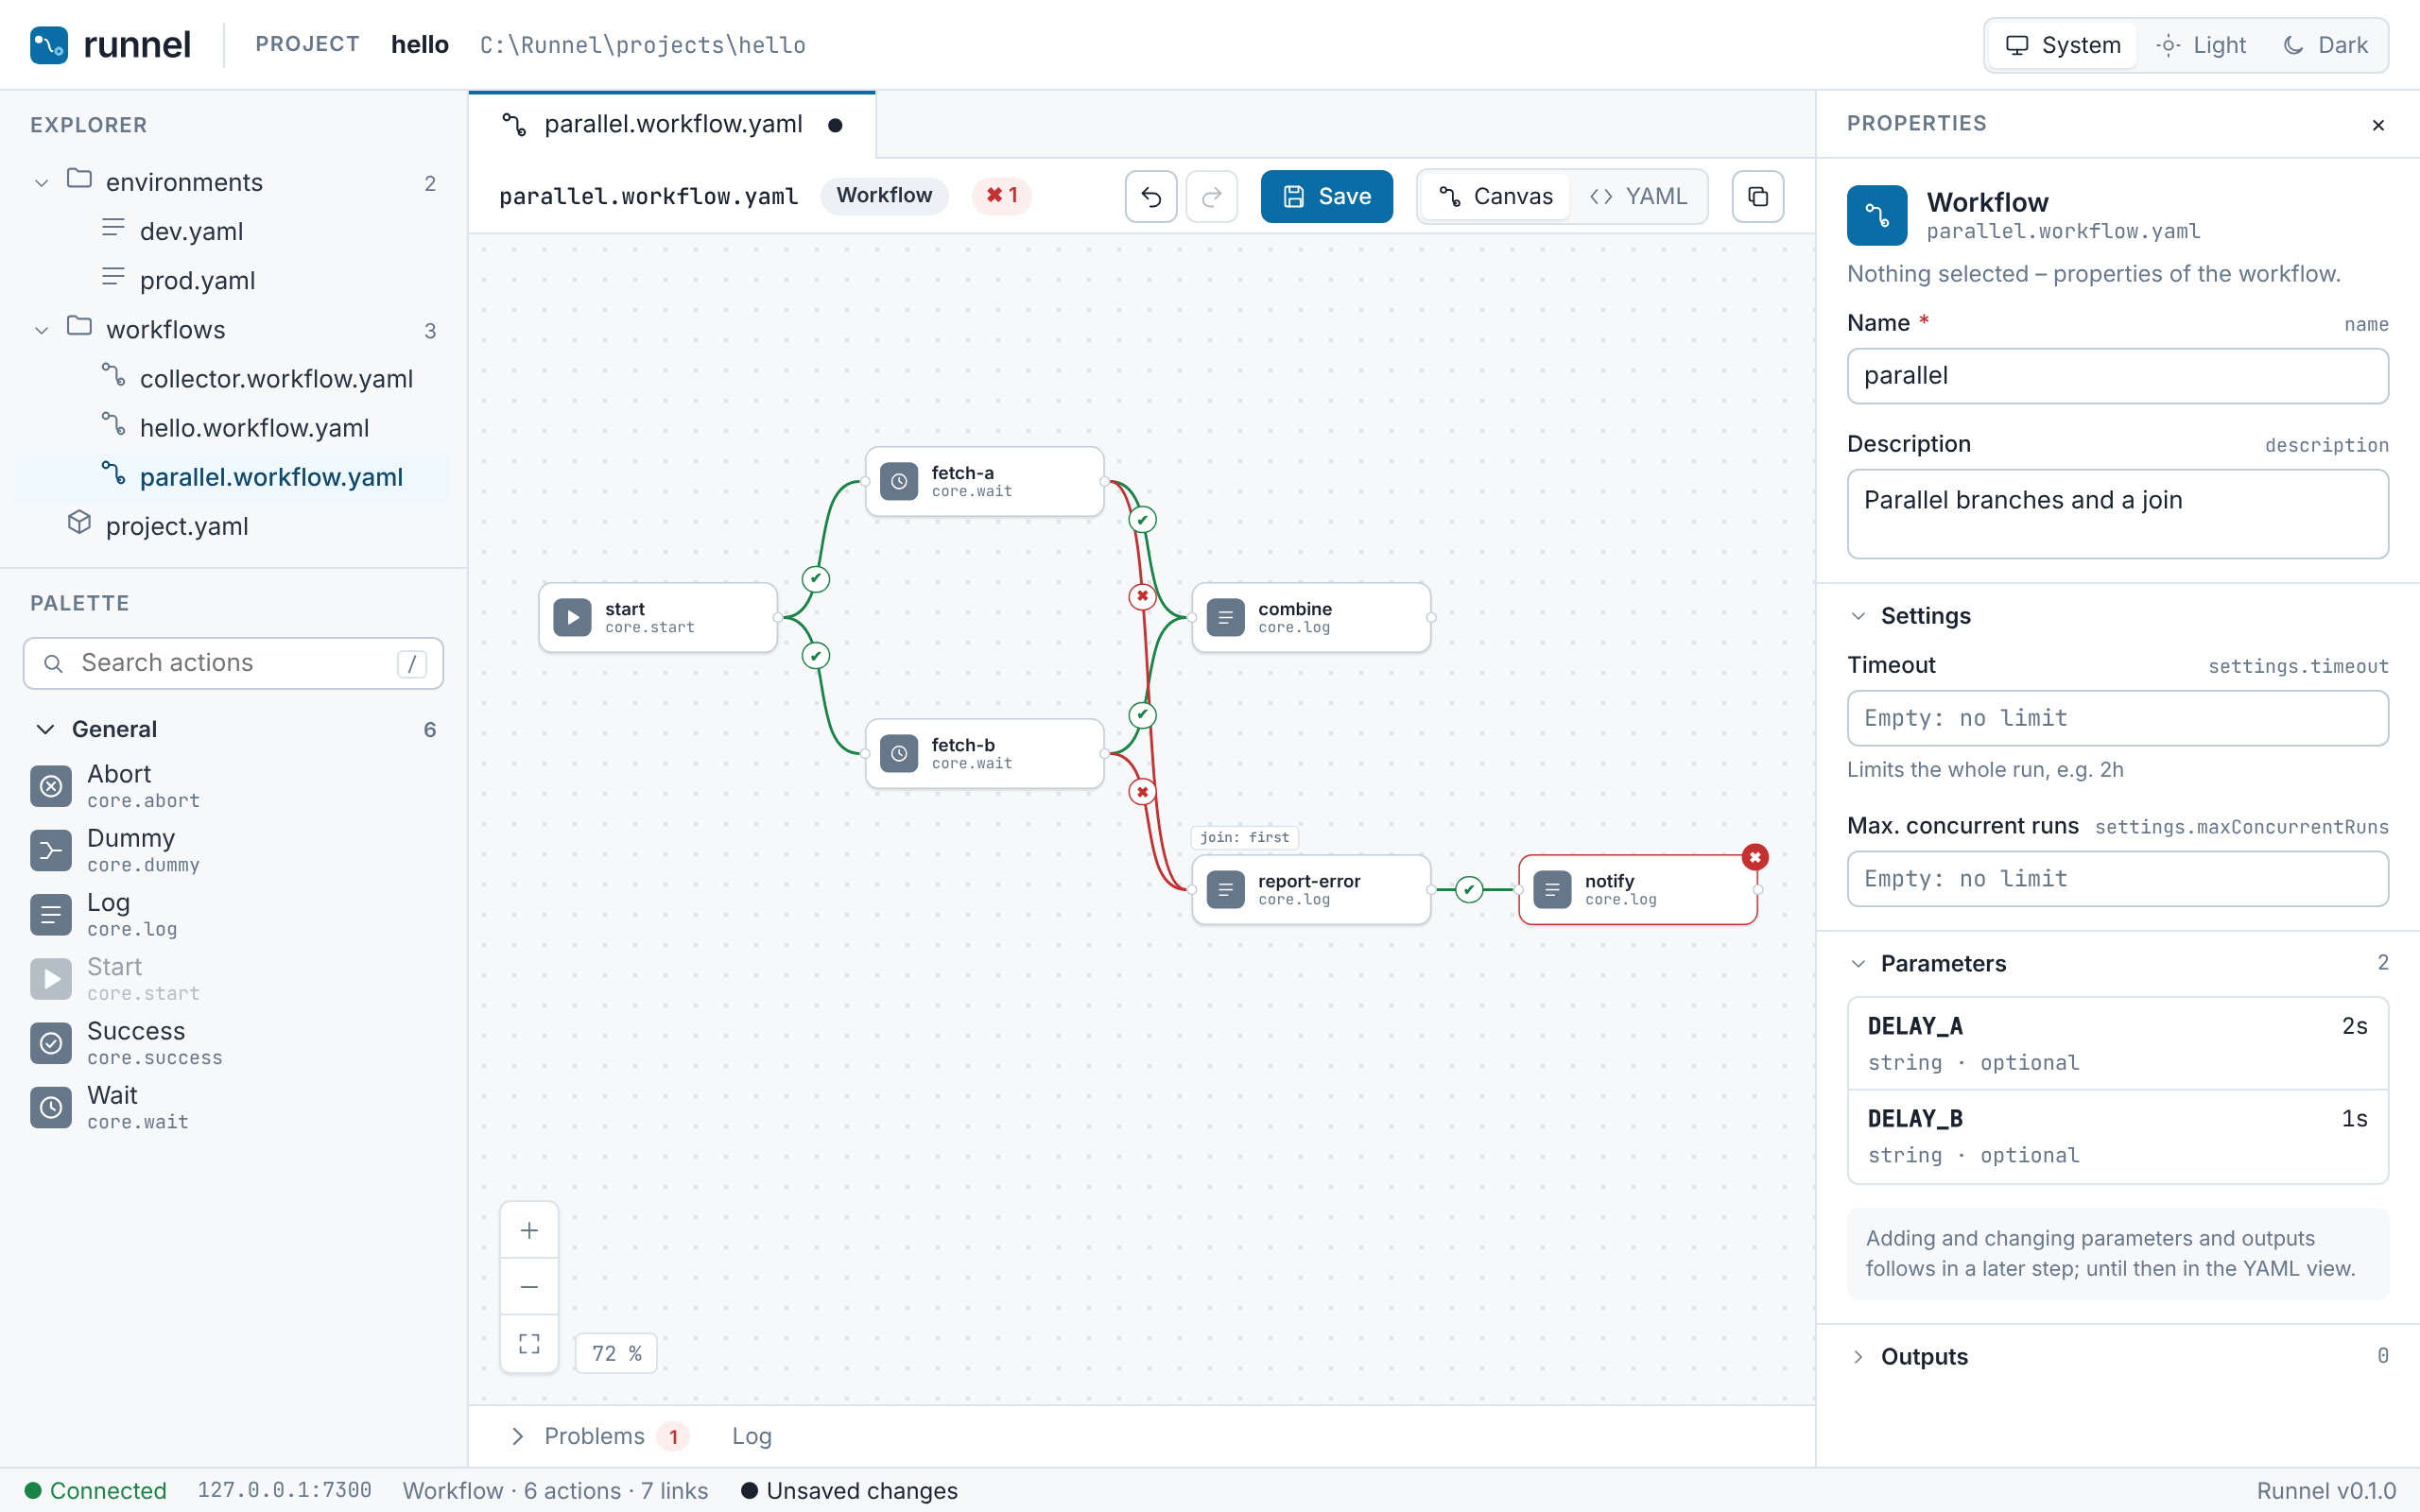 runnel PROJECT hello C:\Runnel\projects\hello System Light Dark
EXPLORER
environments 2
dev.yaml
prod.yaml
workflows 3
collector.workflow.yaml
hello.workflow.yaml
parallel.workflow.yaml
project.yaml
PALETTE
Search actions /
General 6
Abort
core.abort
Dummy
core.dummy
Log
core.log
Start
core.start
Success
core.success
Wait
core.wait
parallel.workflow.yaml
parallel.workflow.yaml Workflow 1 Save Canvas YAML
fetch-a
core.wait
start
core.start
combine
core.log
fetch-b
core.wait
join: first
report-error
core.log
notify
core.log
72 %
Problems 1 Log
PROPERTIES
Workflow
parallel.workflow.yaml
Nothing selected – properties of the workflow.
Name * name
parallel
Description description
Parallel branches and a join
Settings
Timeout settings.timeout
Empty: no limit
Limits the whole run, e.g. 2h
Max. concurrent runs settings.maxConcurrentRuns
Empty: no limit
Parameters 2
DELAY_A 2s
string · optional
DELAY_B 1s
string · optional
Adding and changing parameters and outputs
follows in a later step; until then in the YAML view.
Outputs 0
Connected 127.0.0.1:7300 Workflow · 6 actions · 7 links Unsaved changes Runnel v0.1.0